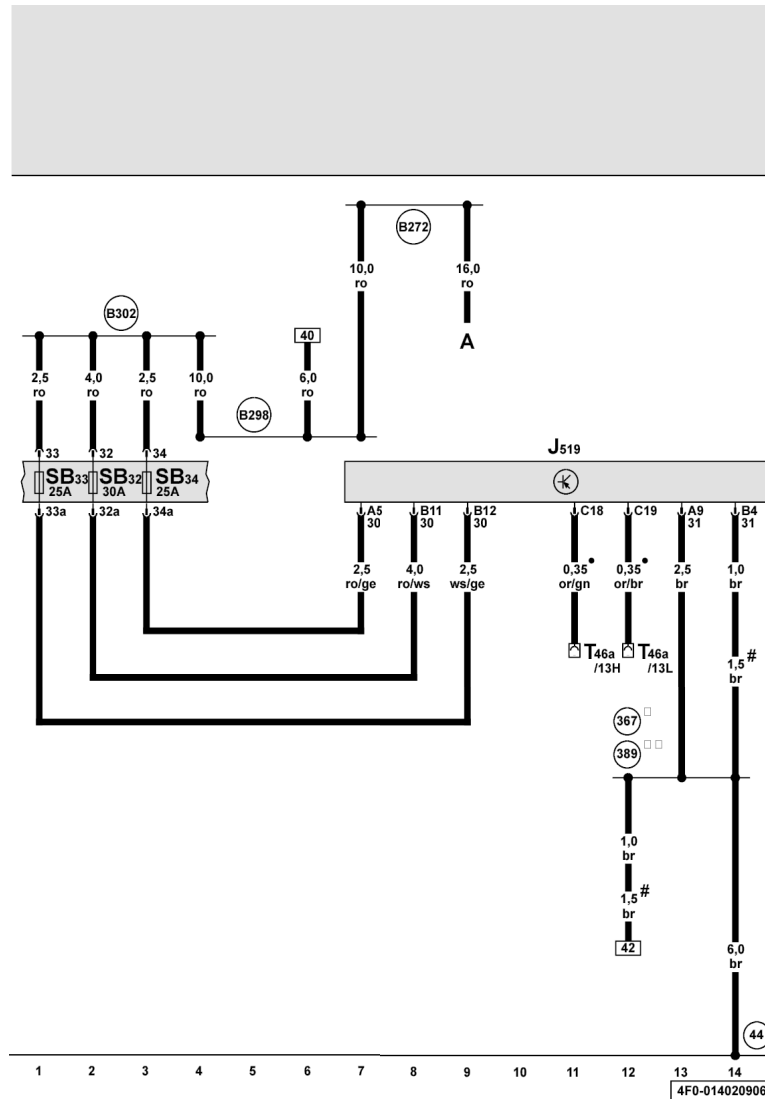 B272
10,0 16,0
ro ro
B302
40
A
2,5 4,0 2,5 10,0 6,0
ro ro ro ro ro
B298
J519
33 32 34
SB33 SB32 SB34
25A 30A 25A
33a 32a 34a A5 B11 B12 C18 C19 A9 B4
30 30 30 31 31
2,5 4,0 2,5 0,35 0,35 2,5 1,0
ro/ge ro/ws ws/ge or/gn or/br br br
T46a T46a #
/13H /13L 1,5
br
367
389
1,0
br
#
1,5
br
42 6,0
br
44
1 2 3 4 5 6 7 8 9 10 11 12 13 14
4F0-014020906